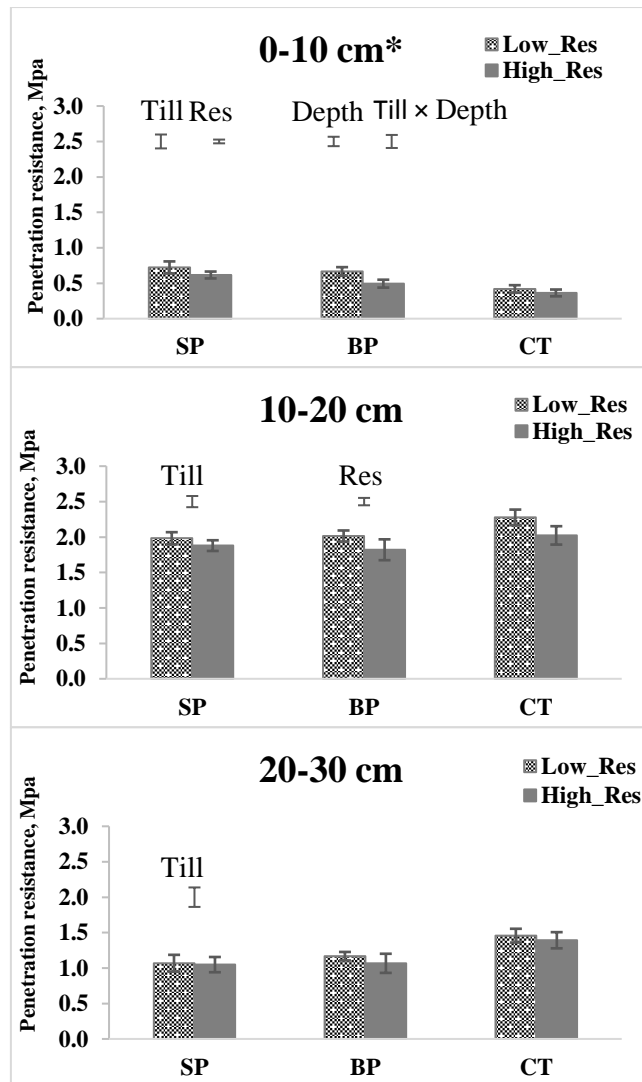 0-10 cm*
Low_Res
High_Res
Penetration resistance, Mpa
3.0
2.5
2.0
1.5
1.0
0.5
0.0
Till Res Depth Till × Depth
SP BP CT
10-20 cm
Low_Res
High_Res
Penetration resistance, Mpa
3.0
2.5
2.0
1.5
1.0
0.5
0.0
Till Res
SP BP CT
20-30 cm
Low_Res
High_Res
Penetration resistance, Mpa
3.0
2.5
2.0
1.5
1.0
0.5
0.0
Till
SP BP CT